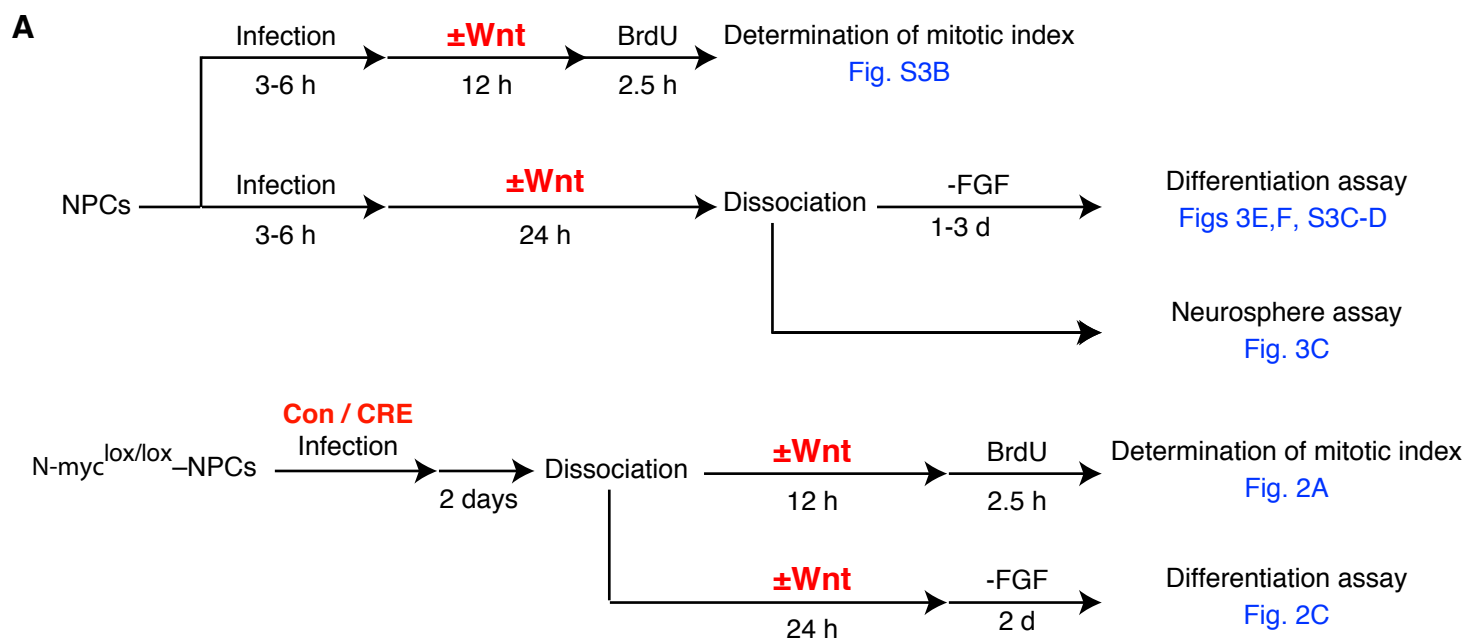 A
Infection ±Wnt BrdU Determination of mitotic index
3-6 h 12 h 2.5 h Fig. S3B
NPCs Infection ±Wnt Dissociation -FGF Differentiation assay
3-6 h 24 h 1-3 d Figs 3E,F, S3C-D
Neurosphere assay
Fig. 3C
Con / CRE
N-myc lox/lox –NPCs Infection Dissociation ±Wnt BrdU Determination of mitotic index
2 days 12 h 2.5 h Fig. 2A
±Wnt -FGF Differentiation assay
24 h 2 d Fig. 2C